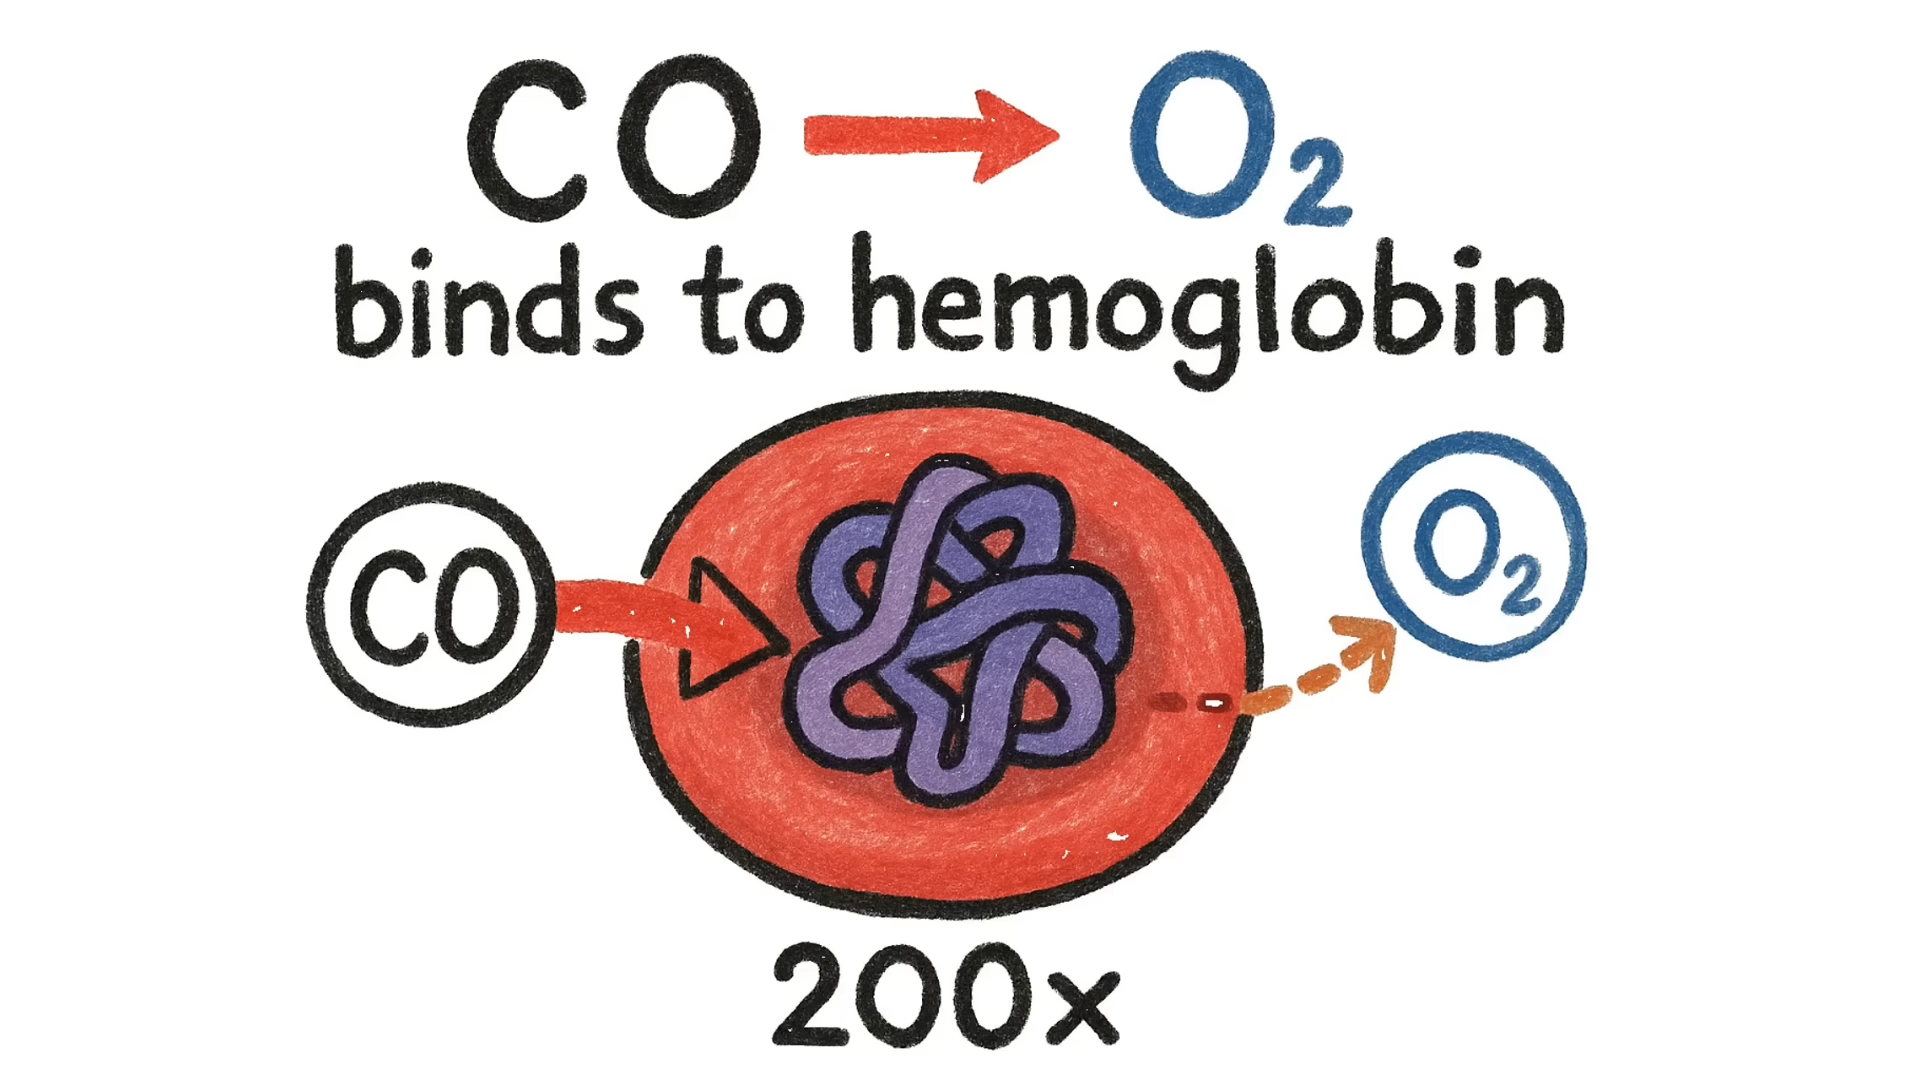 CO → O₂
binds to hemoglobin
CO
O₂
200x